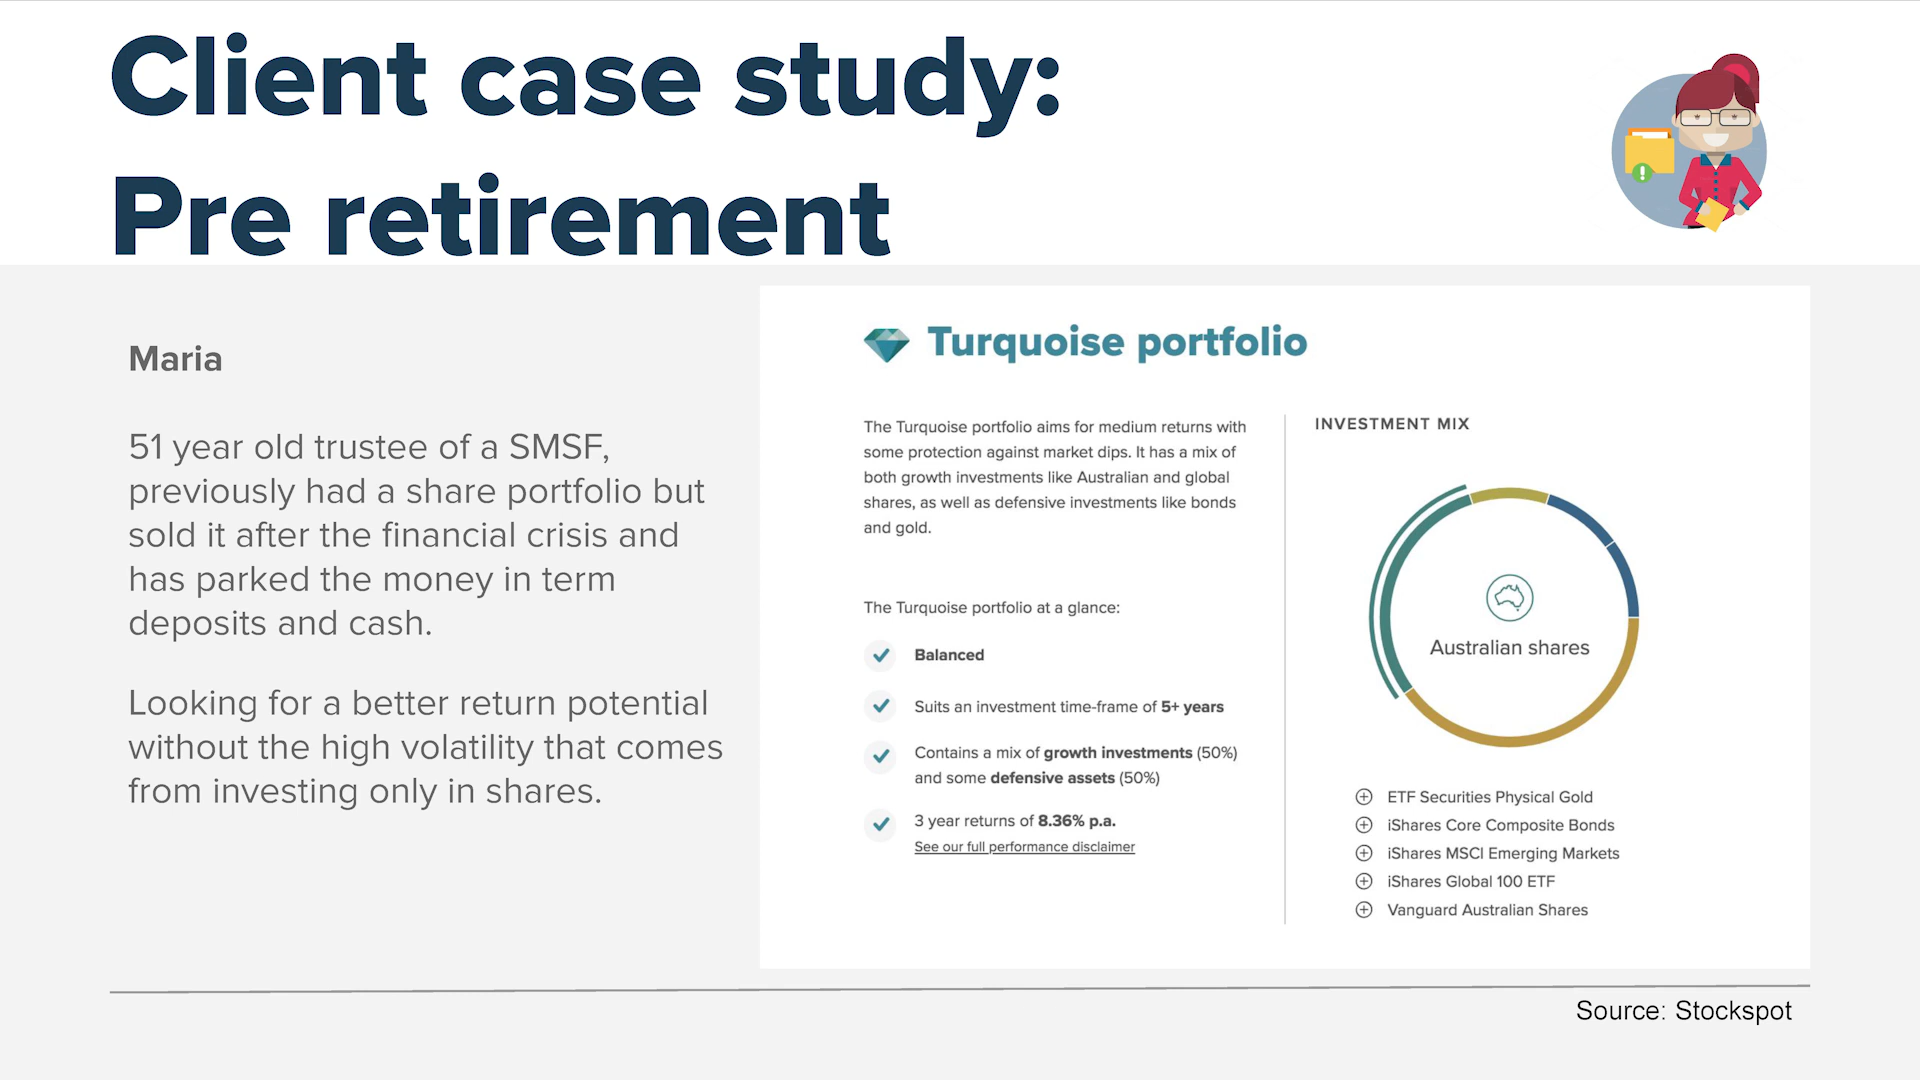 Client case study:
Pre retirement
Maria
51 year old trustee of a SMSF,
previously had a share portfolio but
sold it after the financial crisis and
has parked the money in term
deposits and cash.
Looking for a better return potential
without the high volatility that comes
from investing only in shares.
Turquoise portfolio
The Turquoise portfolio aims for medium returns with
some protection against market dips. It has a mix of
both growth investments like Australian and global
shares, as well as defensive investments like bonds
and gold.
The Turquoise portfolio at a glance:
Balanced
Suits an investment time-frame of 5+ years
Contains a mix of growth investments (50%)
and some defensive assets (50%)
3 year returns of 8.36% p.a.
See our full performance disclaimer
INVESTMENT MIX
Australian shares
ETF Securities Physical Gold
iShares Core Composite Bonds
iShares MSCI Emerging Markets
iShares Global 100 ETF
Vanguard Australian Shares
Source: Stockspot